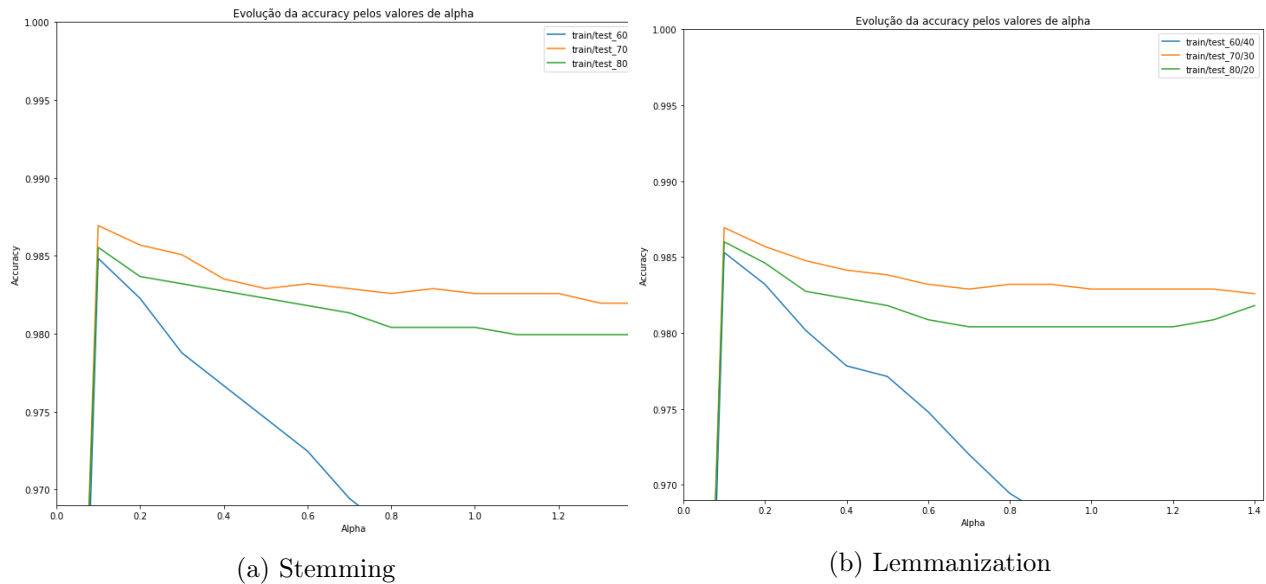 Evolução da accuracy pelos valores de alpha
1.000
0.995
0.990
0.985
0.980
0.975
0.970
Accuracy
0.0 0.2 0.4 0.6 0.8 1.0 1.2
Alpha
train/test_60
train/test_70
train/test_80
(a) Stemming
Evolução da accuracy pelos valores de alpha
1.000
0.995
0.990
0.985
0.980
0.975
0.970
Accuracy
0.0 0.2 0.4 0.6 0.8 1.0 1.2 1.4
Alpha
train/test_60/40
train/test_70/30
train/test_80/20
(b) Lemmanization